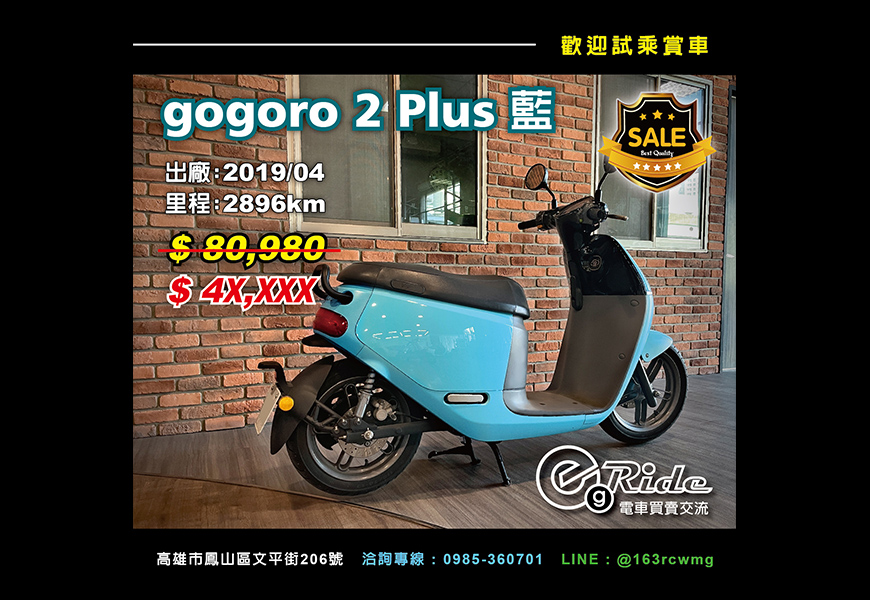 歡迎試乘賞車
gogoro 2 Plus 藍
SALE
Best Quality
出廠:2019/04
里程:2896km
$ 80,980
$ 4X,XXX
eg Ride
電車買賣交流
高雄市鳳山區文平街206號 洽詢專線:0985-360701 LINE:@163rcwmg